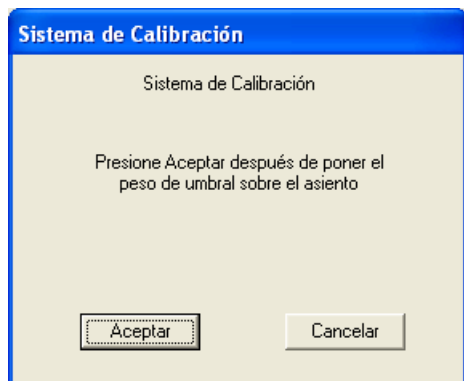 Sistema de Calibración
Sistema de Calibración
Presione Aceptar después de poner el
peso de umbral sobre el asiento
Aceptar
Cancelar